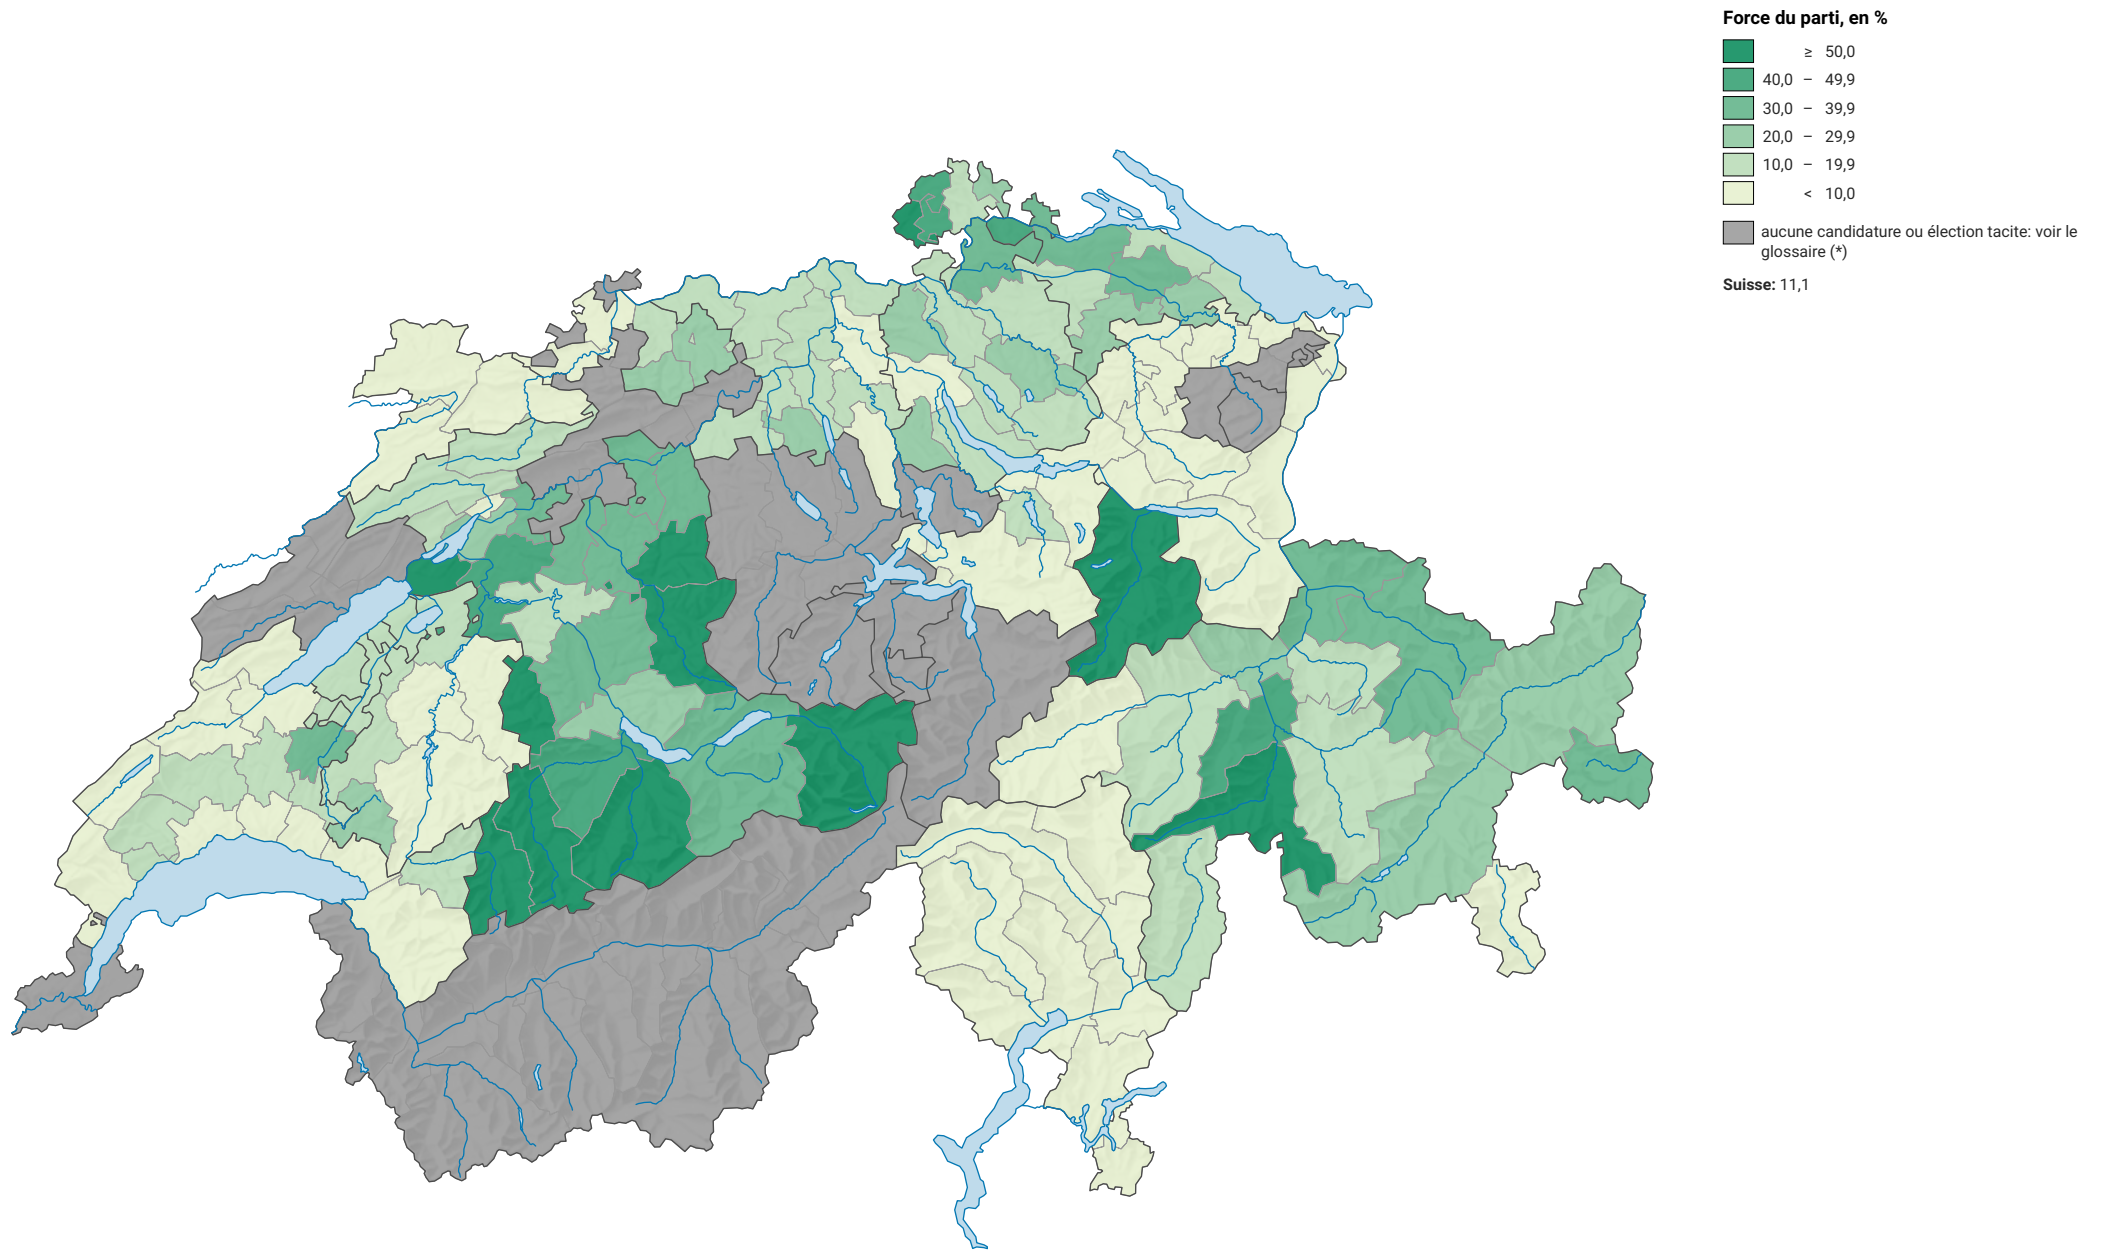 Force du parti, en %
≥ 50,0
40,0 – 49,9
30,0 – 39,9
20,0 – 29,9
10,0 – 19,9
< 10,0
aucune candidature ou élection tacite: voir le
glossaire (*)
Suisse: 11,1